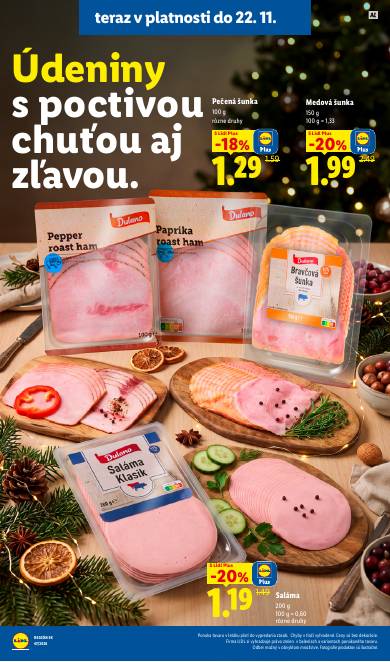 teraz v platnosti do 22. 11.
Údeniny
s poctivou
chuťou aj
zľavou.
Pečená šunka
100 g
rôzne druhy
S Lidl Plus
-18%
Plus
1.29
1.59
Medová šunka
150 g
100 g = 1,33
S Lidl Plus
-20%
Plus
1.99
2.49
Dulano
Pepper
roast ham
Dulano
Paprika
roast ham
Dulano
Bravčová
šunka
Dulano
Saláma
Klasik
S Lidl Plus
-20%
Plus
1.19
1.49
Saláma
200 g
100 g = 0,60
rôzne druhy